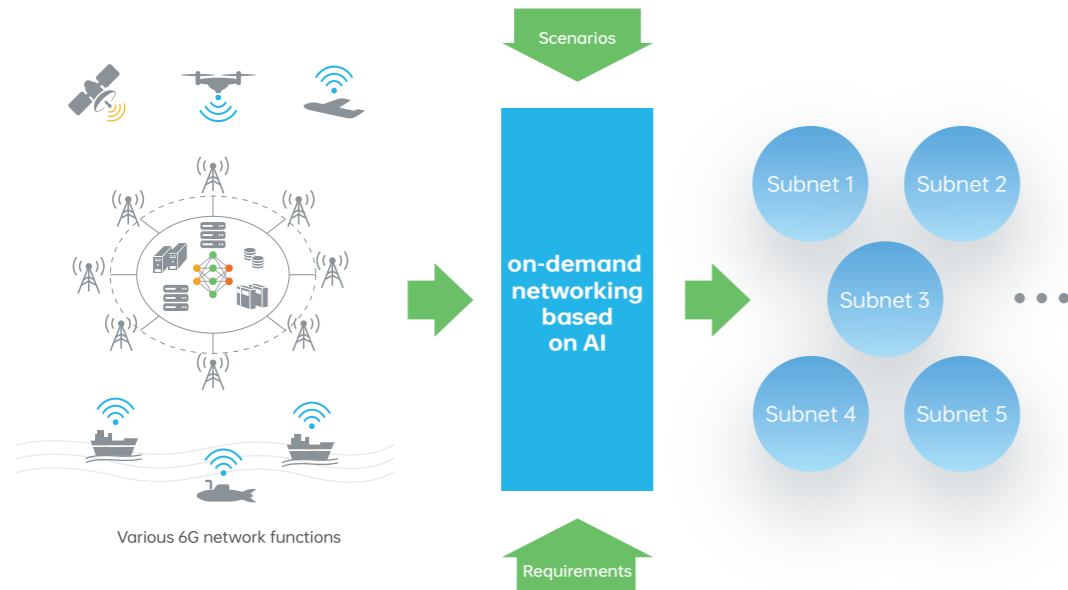 Scenarios
Subnet 1
Subnet 2
on-demand
networking
based
on AI
Subnet 3
Subnet 4
Subnet 5
Various 6G network functions
Requirements